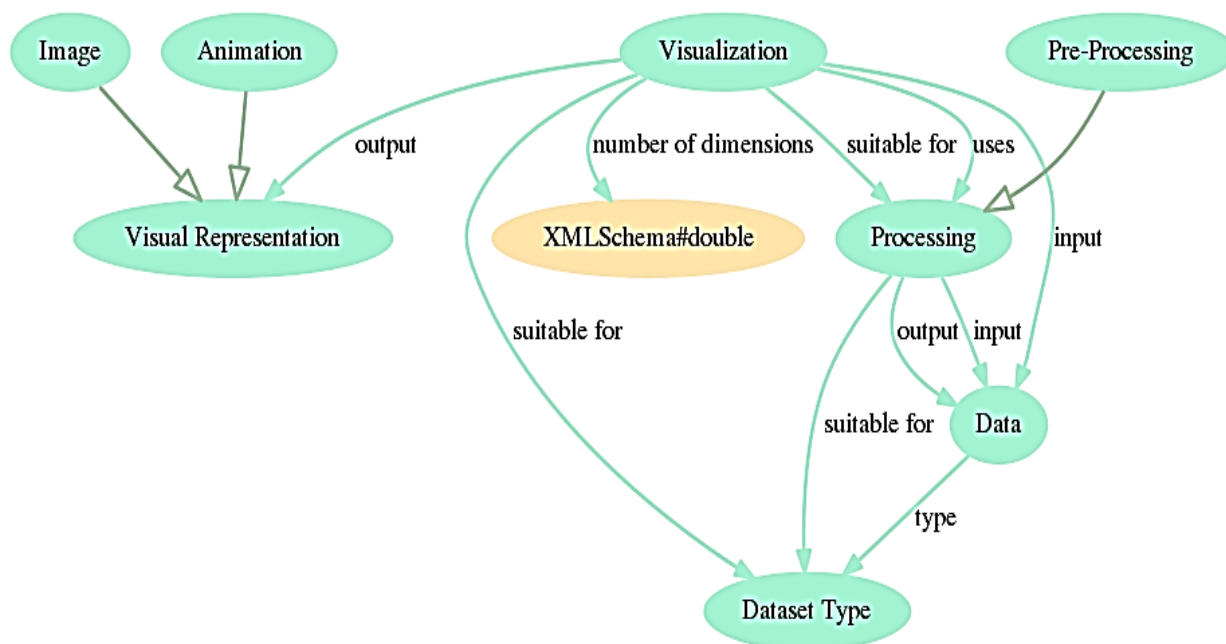 Image
Animation
Visualization
Pre-Processing
output
number of dimensions
suitable for
uses
Visual Representation
XMLSchema#double
Processing
input
suitable for
output
input
suitable for
Data
type
Dataset Type